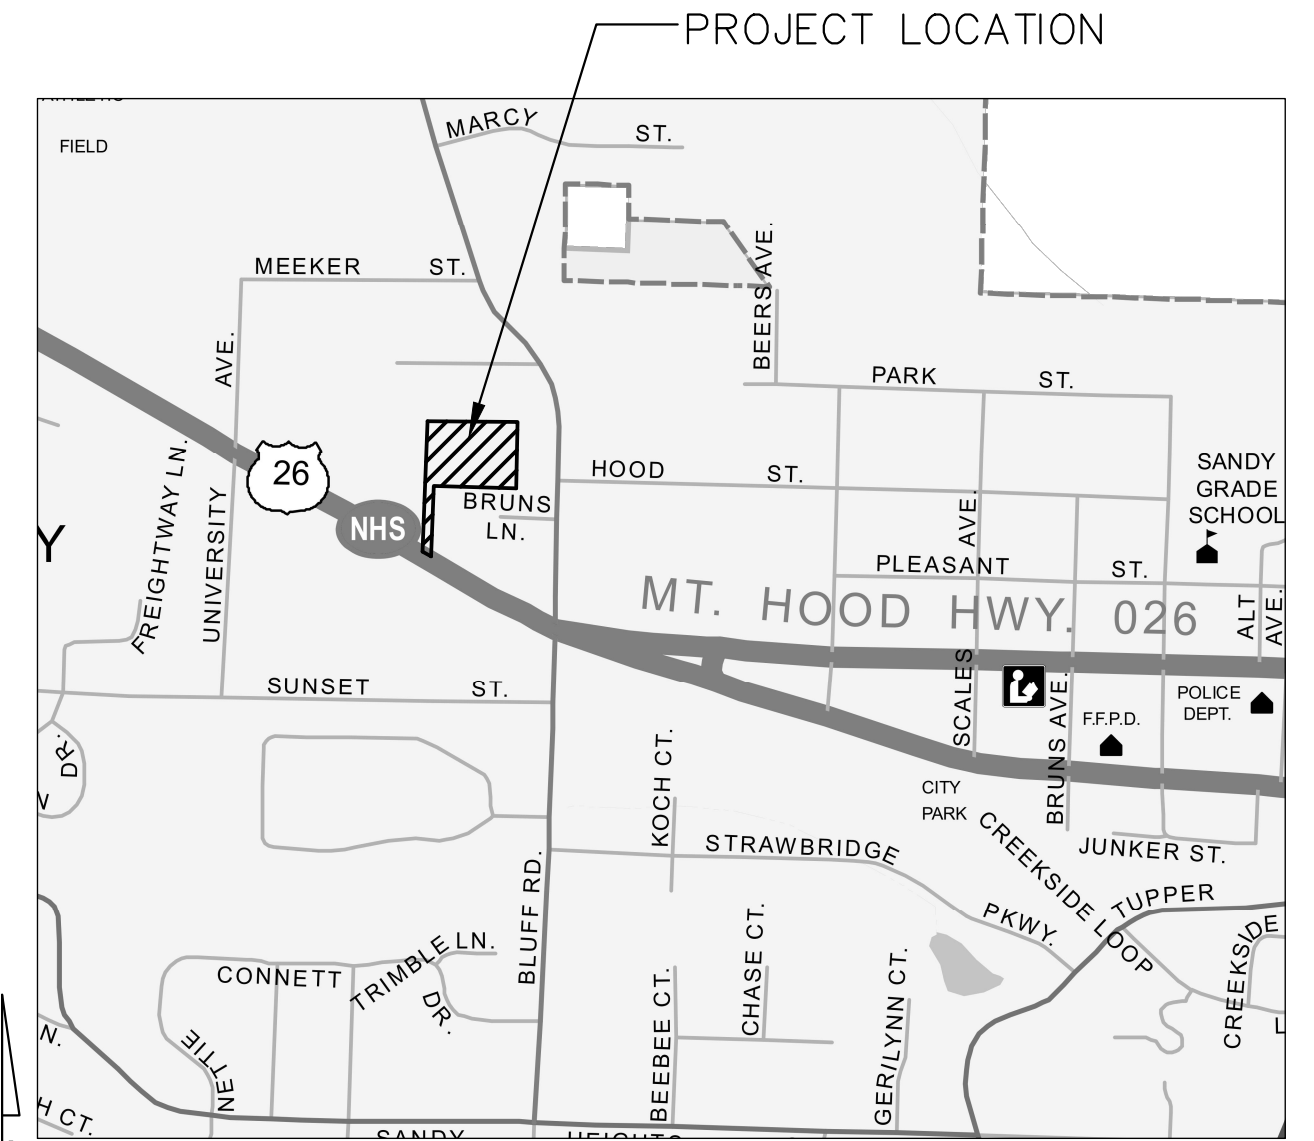 PROJECT LOCATION
FIELD
MARCY ST.
MEEKER ST.
BEERS AVE.
AVE.
PARK ST.
26
HOOD ST.
SANDY
GRADE
SCHOOL
FREIGHTWAY LN.
UNIVERSITY
BRUNS
LN.
NHS
AVE.
Y
PLEASANT ST.
MT. HOOD HWY. 026
ALT
AVE.
SUNSET ST.
SCALES
BRUNS AVE.
F.F.P.D.
POLICE
DEPT.
DR.
N
KOCH CT.
CITY
PARK
CREEKSIDE LOOP
JUNKER ST.
STRAWBRIDGE
PKWY.
TUPPER
BLUFF RD.
CREEKSIDE
CONNETT
TRIMBLE LN.
DR.
CHASE CT.
BEEBEE CT.
GERILYNN CT.
NETTIE
NETT
N.
L
H CT.
SANDY HEIGHTS